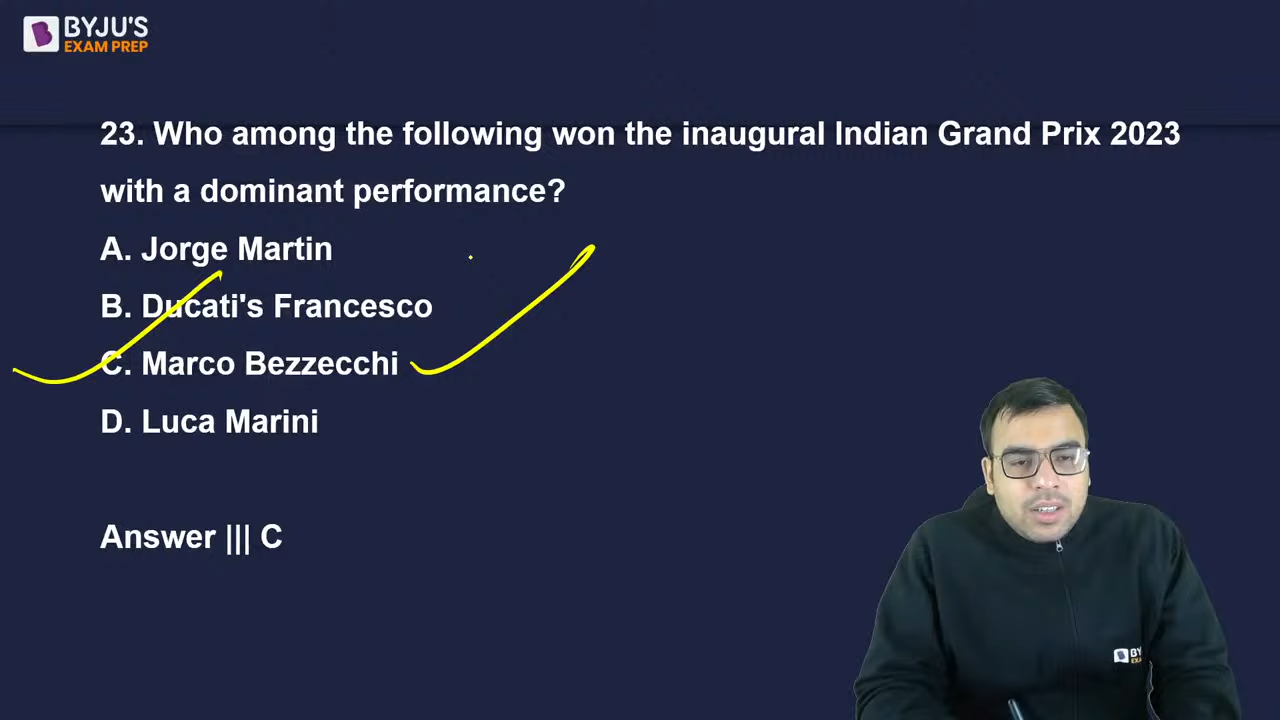 BYJU'S
EXAM PREP
23. Who among the following won the inaugural Indian Grand Prix 2023
with a dominant performance?
A. Jorge Martin
B. Ducati's Francesco
C. Marco Bezzecchi
D. Luca Marini
Answer ||| C